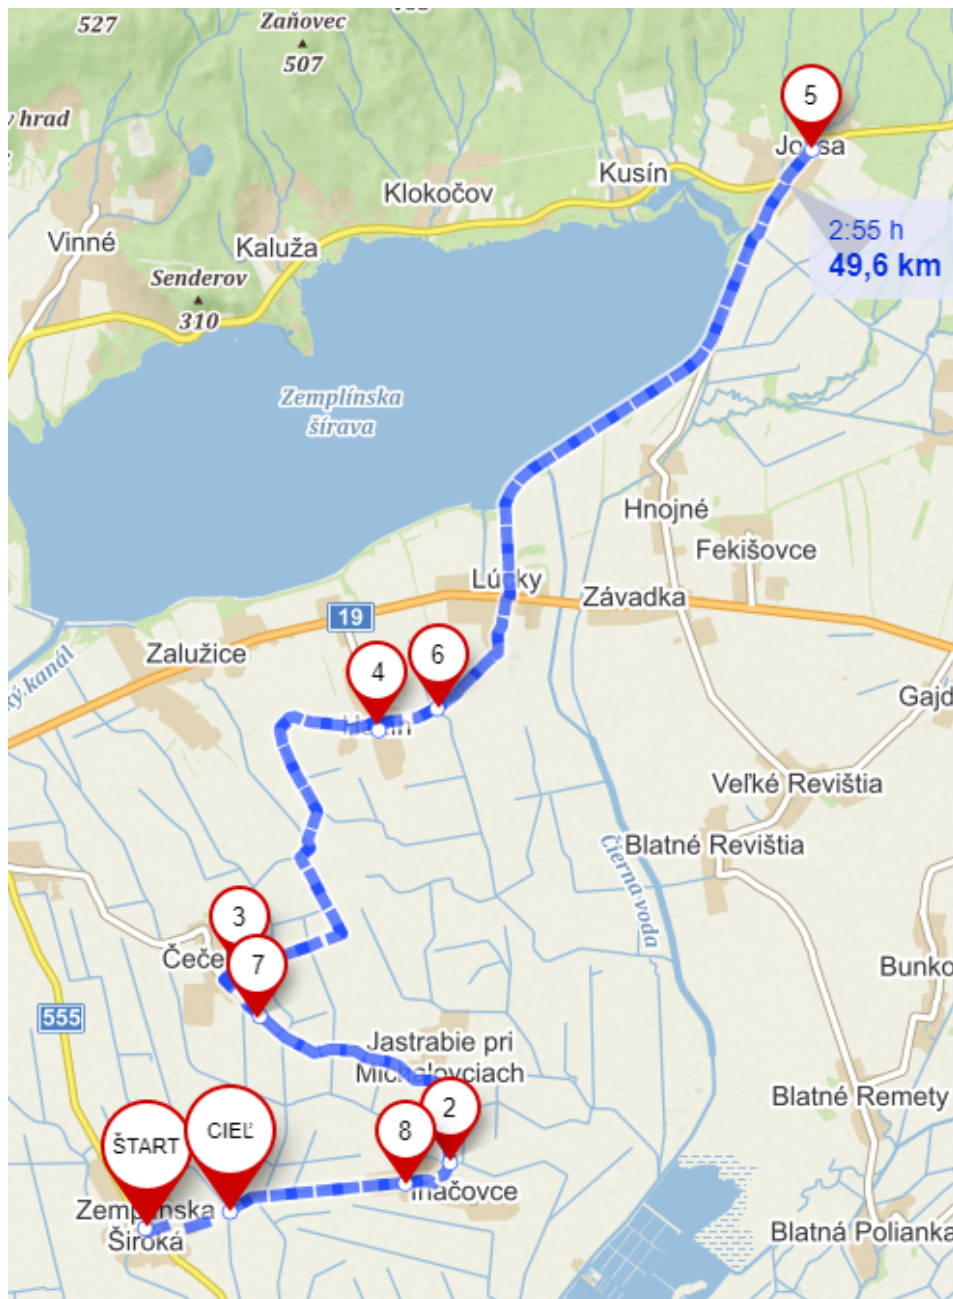 527
Zaňovec
507
hrad
5
Jovsa
Kusín
Klokočov
Vinné
Kaluža
2:55 h
49,6 km
Senderov
310
Zemplínska
šírava
Hnojné
Fekišovce
Lúčky
Závadka
19
Zalužice
6
4
ký kanál
Gajd
Veľké Revištia
Blatné Revištia
Čierna voda
3
Čeče
7
Bunko
555
Jastrabie pri
Michalovciach
Blatné Remety
2
CIEĽ
8
ŠTART
Iňačovce
Zemplínska
Široká
Blatná Polianka